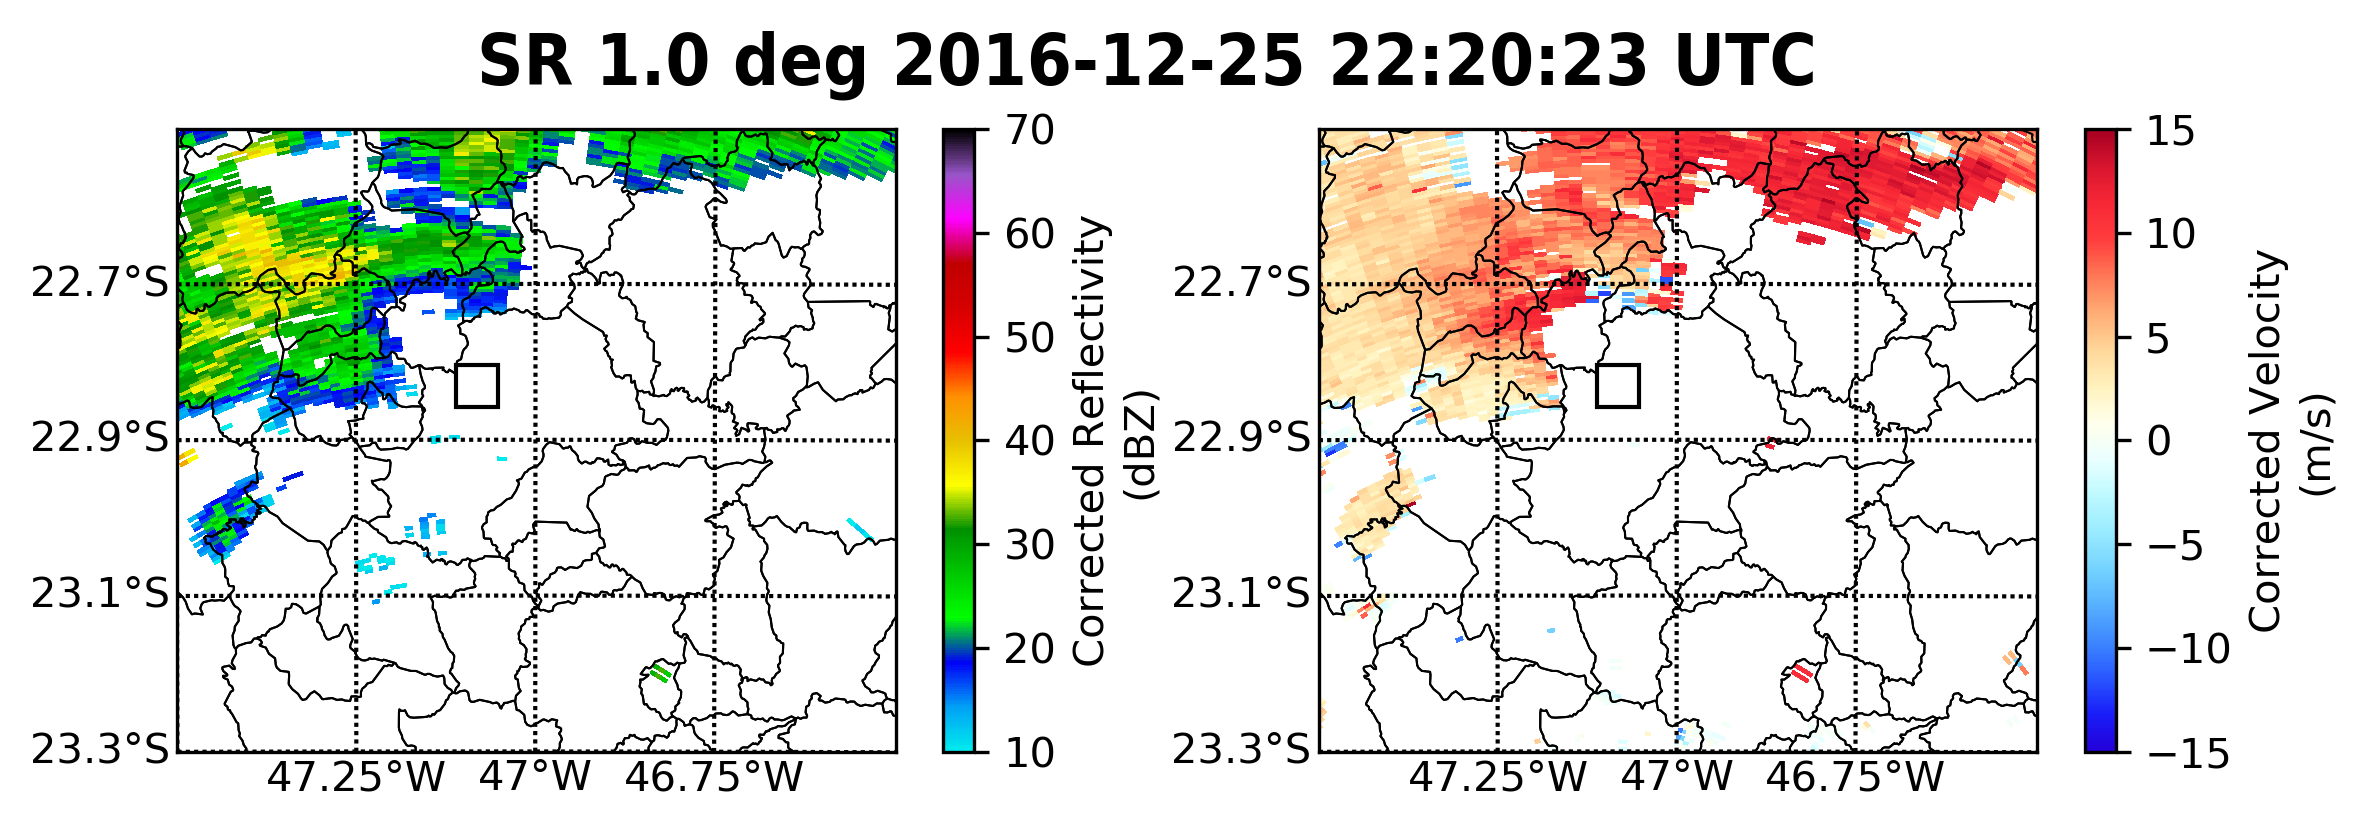 SR 1.0 deg 2016-12-25 22:20:23 UTC
22.7°S
22.9°S
23.1°S
23.3°S
47.25°W
47°W
46.75°W
70
60
50
40
30
20
10
Corrected Reflectivity
(dBZ)
22.7°S
22.9°S
23.1°S
23.3°S
47.25°W
47°W
46.75°W
15
10
5
0
−5
−10
−15
Corrected Velocity
(m/s)